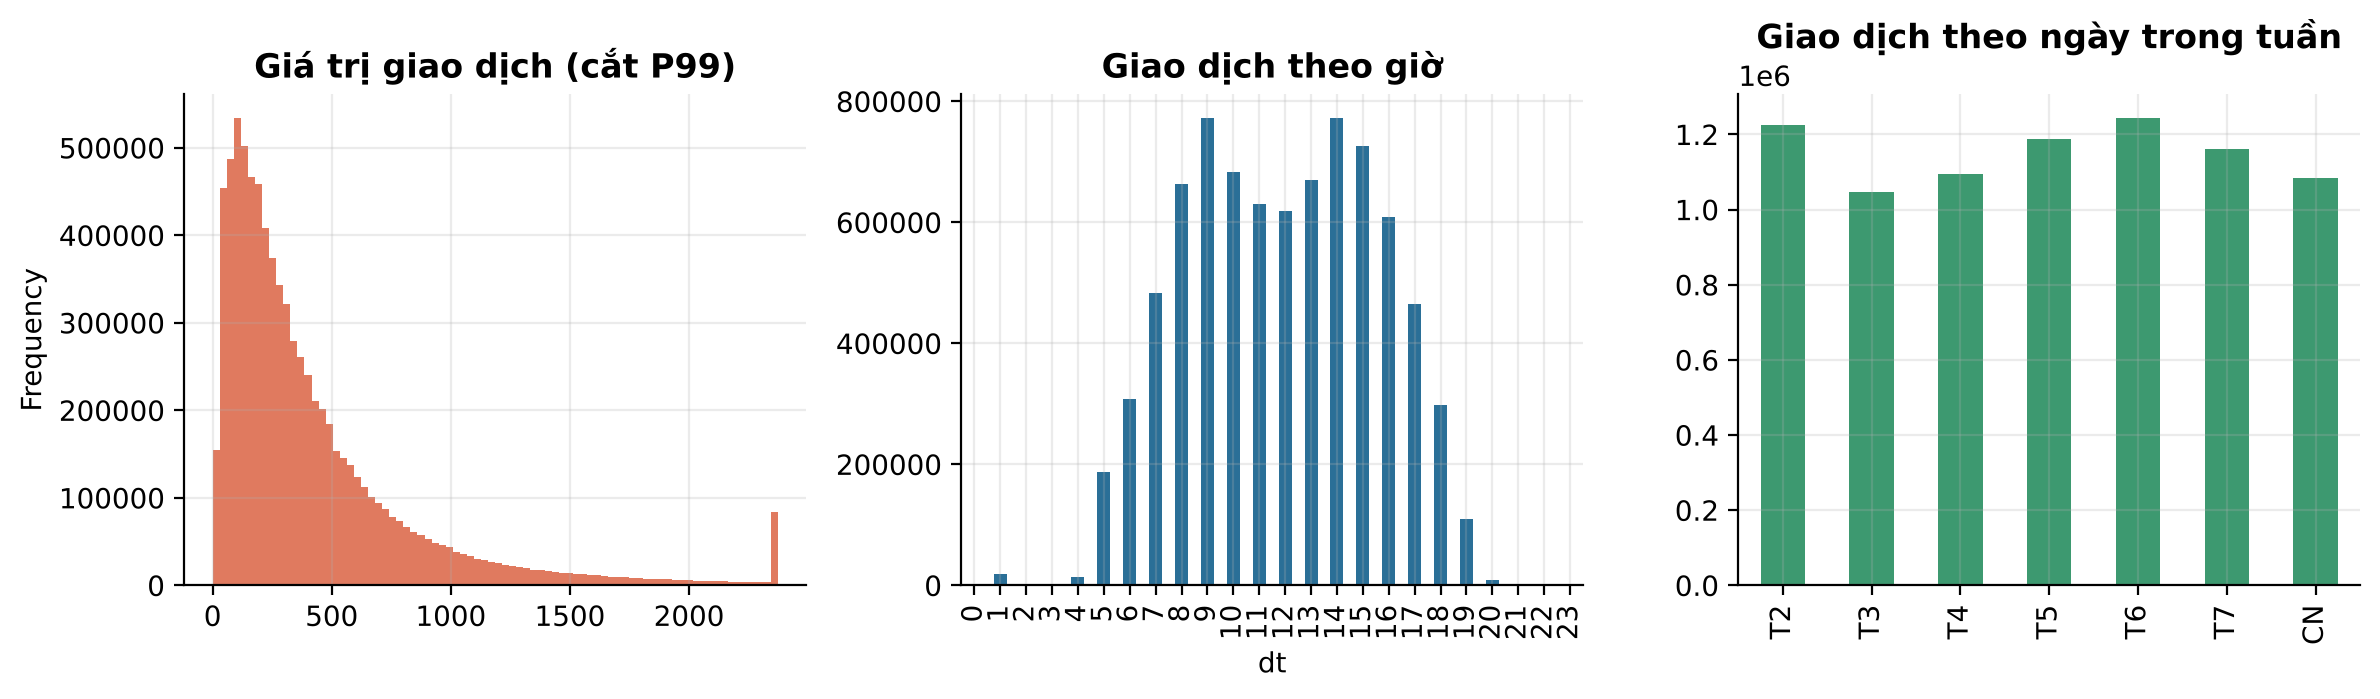 Giá trị giao dịch (cắt P99)
Frequency
500000
400000
300000
200000
100000
0
0 500 1000 1500 2000
Giao dịch theo giờ
800000
600000
400000
200000
0
0 1 2 3 4 5 6 7 8 9 10 11 12 13 14 15 16 17 18 19 20 21 22 23
dt
Giao dịch theo ngày trong tuần
1e6
1.2
1.0
0.8
0.6
0.4
0.2
0.0
T2 T3 T4 T5 T6 T7 CN